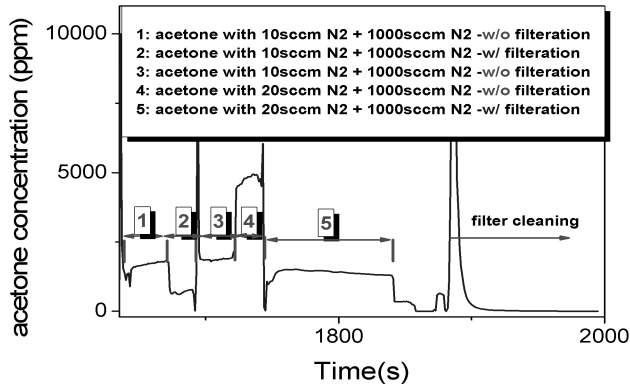 10000
1: acetone with 10sccm N2 + 1000sccm N2 -w/o filteration
2: acetone with 10sccm N2 + 1000sccm N2 -w/ filteration
3: acetone with 10sccm N2 + 1000sccm N2 -w/o filteration
4: acetone with 20sccm N2 + 1000sccm N2 -w/o filteration
5: acetone with 20sccm N2 + 1000sccm N2 -w/ filteration
acetone concentration (ppm)
5000
1 2 3 4 5
filter cleaning
0
1800 2000
Time(s)